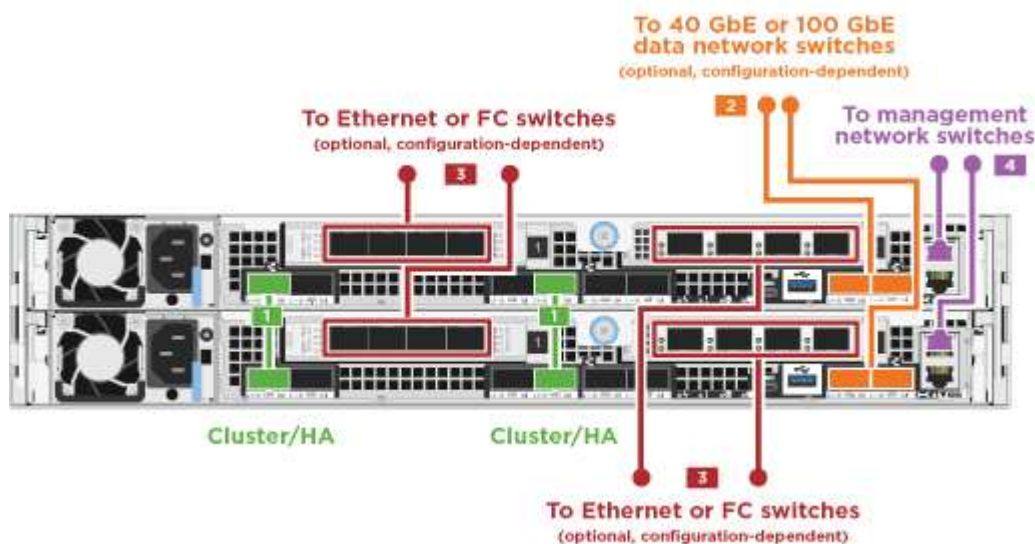 To 40 GbE or 100 GbE
data network switches
(optional, configuration-dependent)
2
To management
network switches
4
To Ethernet or FC switches
(optional, configuration-dependent)
3
1
1
1
1
Cluster/HA
Cluster/HA
3
To Ethernet or FC switches
(optional, configuration-dependent)